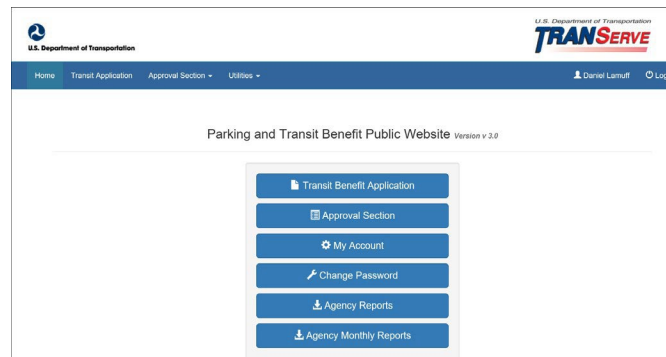 U.S. Department of Transportation
U.S. Department of Transportation
TRANSERVE
Home Transit Application Approval Section Utilities Daniel Lamuff Log
Parking and Transit Benefit Public Website Version v 3.0
Transit Benefit Application
Approval Section
My Account
Change Password
Agency Reports
Agency Monthly Reports